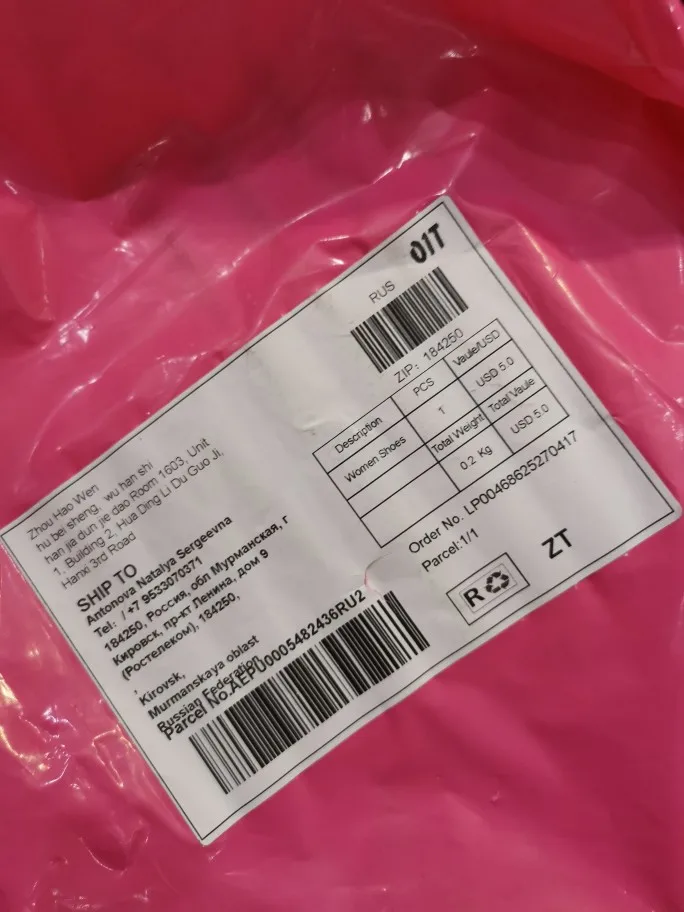 01T
RUS
ZIP: 184250
Description PCS Vaule/USD
Women Shoes T USD 5.0
Total Weight Total Vaule
0.2 Kg USD 5.0
Order No. LP00468625270417
Parcel:1/1
R
ZT
Zhou Hao Wen
hu bei sheng, wu han shi
han jia dun jie dao Room 1603, Unit
1, Building 2, Hua Ding Li Du Guo Ji,
Hanxi 3rd Road
SHIP TO
Antonova Natalya Sergeevna
Tel: / +7 9533070371
184250, Россия, обл Мурманская, г
Кировск, пр-кт Ленина, дом 9
(Ростелеком), 184250,
,
Kirovsk,
Murmanskaya oblast
Russian Federation
Parcel No.AEPU0005482436RU2